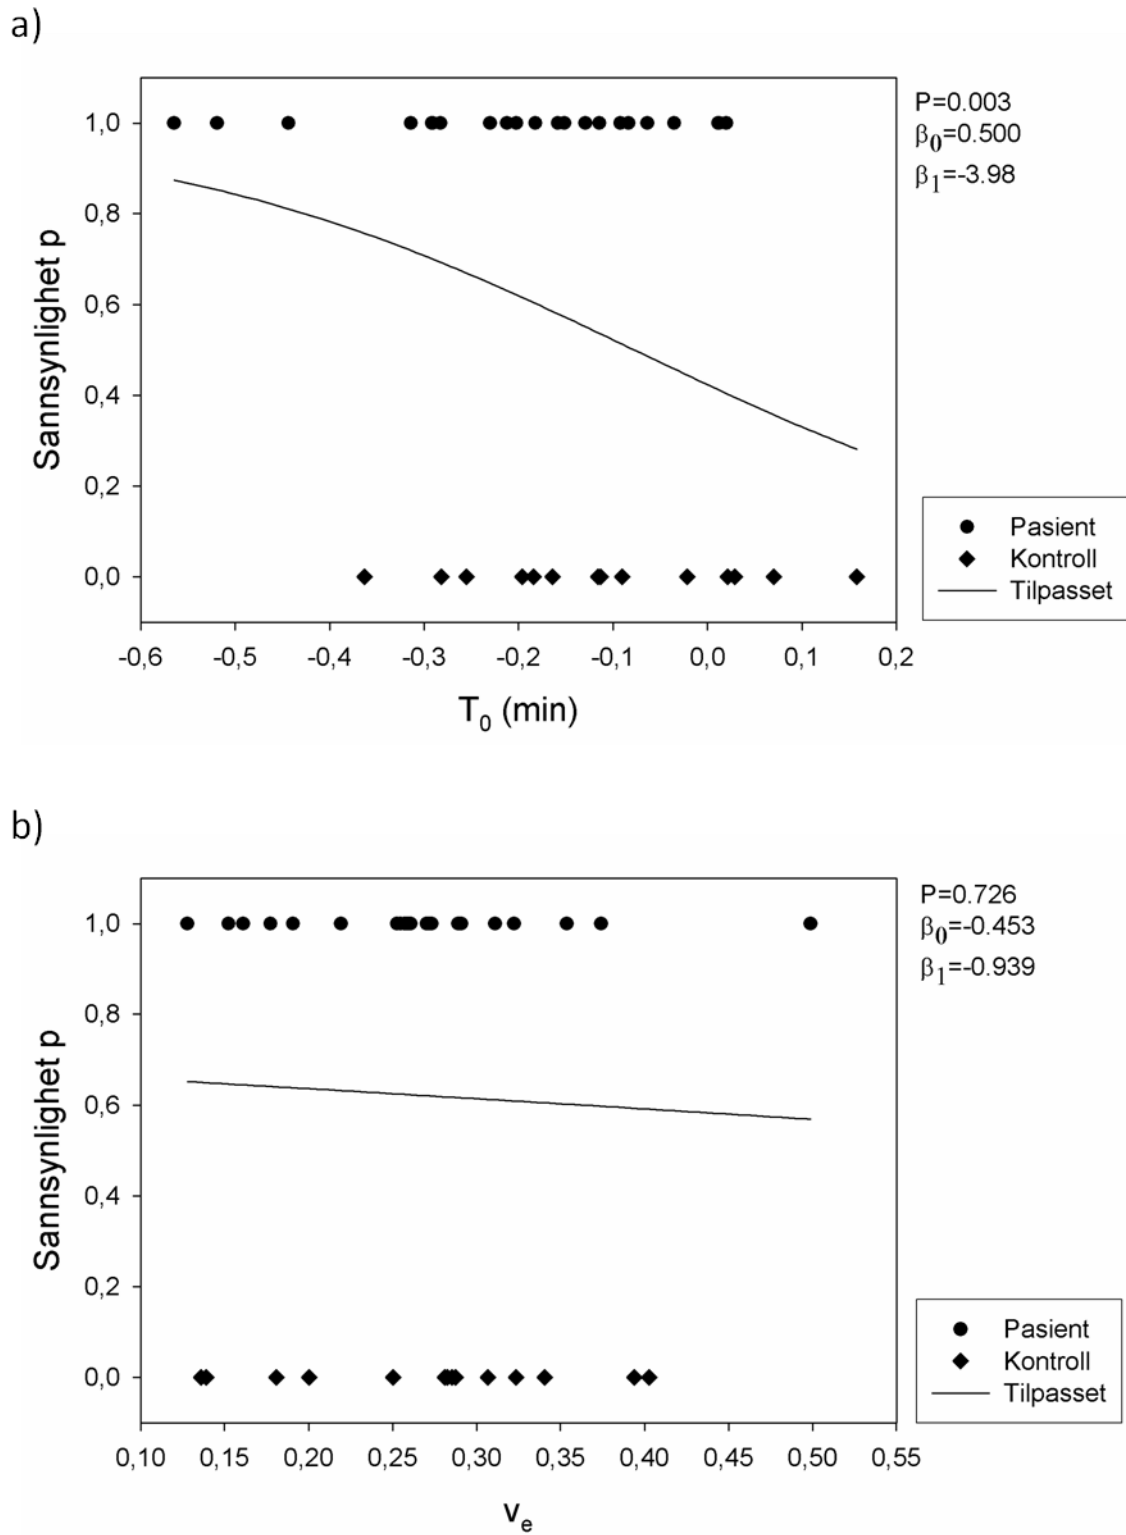 a)
P=0.003
β0=0.500
β1=-3.98
Sannsynlighet p
1,0
0,8
0,6
0,4
0,2
0,0
Pasient
Kontroll
Tilpasset
-0,6 -0,5 -0,4 -0,3 -0,2 -0,1 0,0 0,1 0,2
T0 (min)
b)
P=0.726
β0=-0.453
β1=-0.939
Sannsynlighet p
1,0
0,8
0,6
0,4
0,2
0,0
Pasient
Kontroll
Tilpasset
0,10 0,15 0,20 0,25 0,30 0,35 0,40 0,45 0,50 0,55
ve